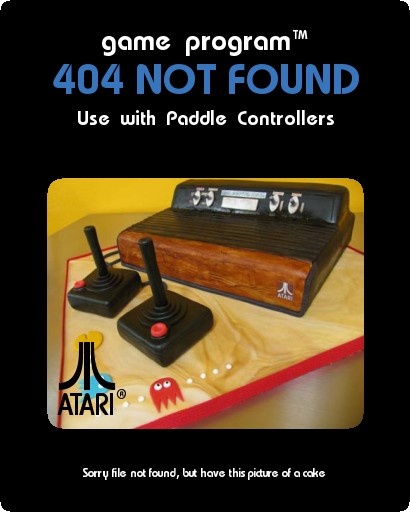 game program™
404 NOT FOUND
Use with Paddle Controllers
ATARI
ATARI®
Sorry file not found, but have this picture of a cake